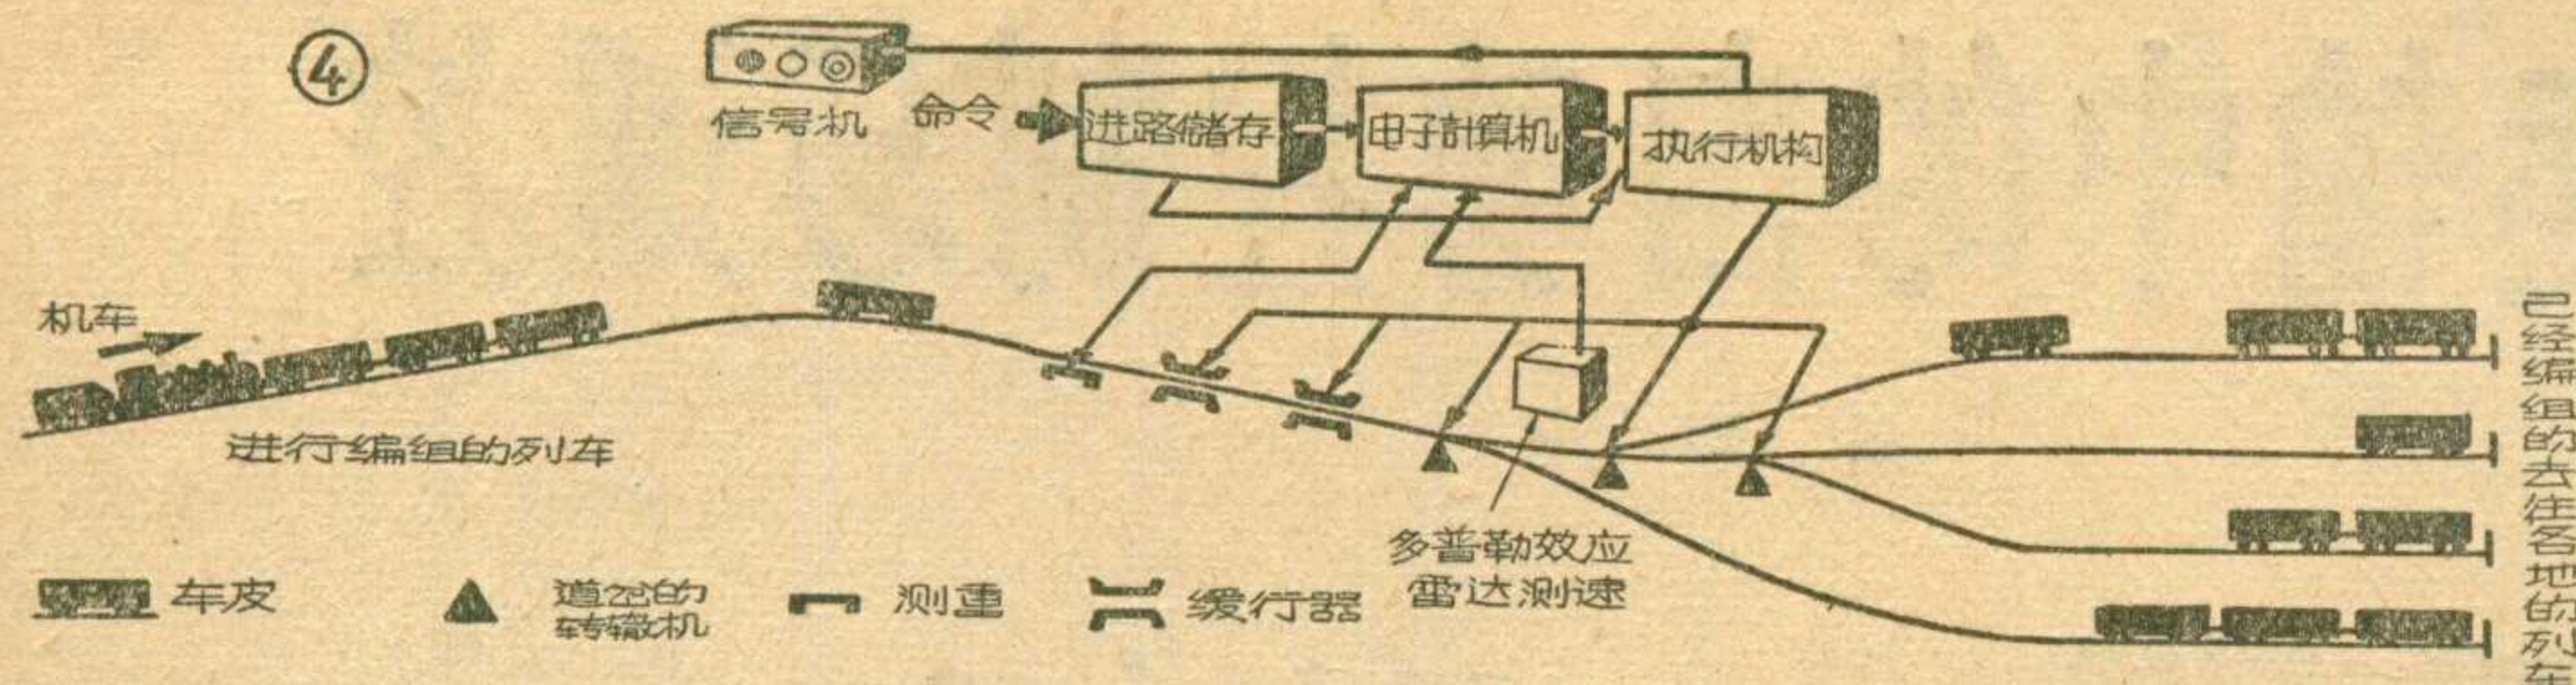 ④
信号机
命令
进路储存
电子計算机
执行机构
机车
进行编组的列车
多普勒效应
雷达测速
车皮
道岔的
转辙机
测重
缓行器
已经编组的去往各地的列车